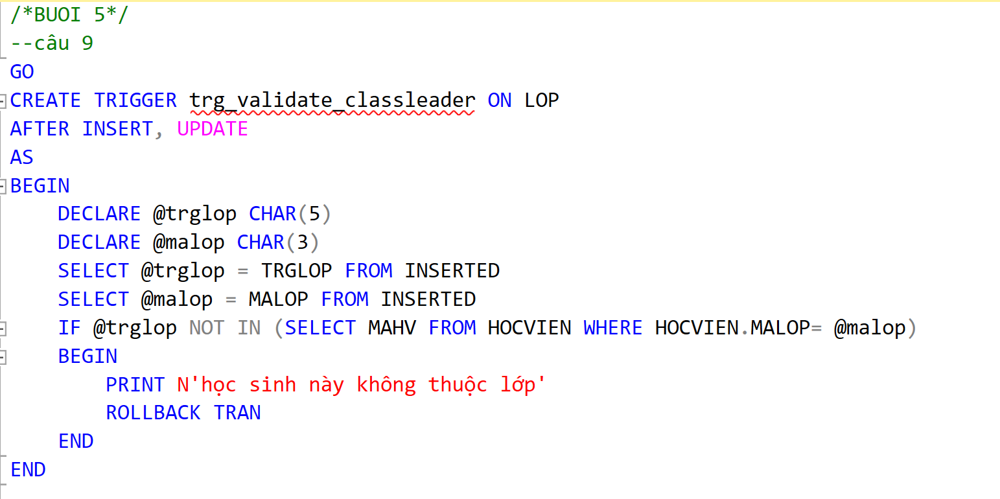 /*BUOI 5*/
--câu 9
GO
CREATE TRIGGER trg_validate_classleader ON LOP
AFTER INSERT, UPDATE
AS
BEGIN
    DECLARE @trglop CHAR(5)
    DECLARE @malop CHAR(3)
    SELECT @trglop = TRGLOP FROM INSERTED
    SELECT @malop = MALOP FROM INSERTED
    IF @trglop NOT IN (SELECT MAHV FROM HOCVIEN WHERE HOCVIEN.MALOP= @malop)
    BEGIN
        PRINT N'học sinh này không thuộc lớp'
        ROLLBACK TRAN
    END
END